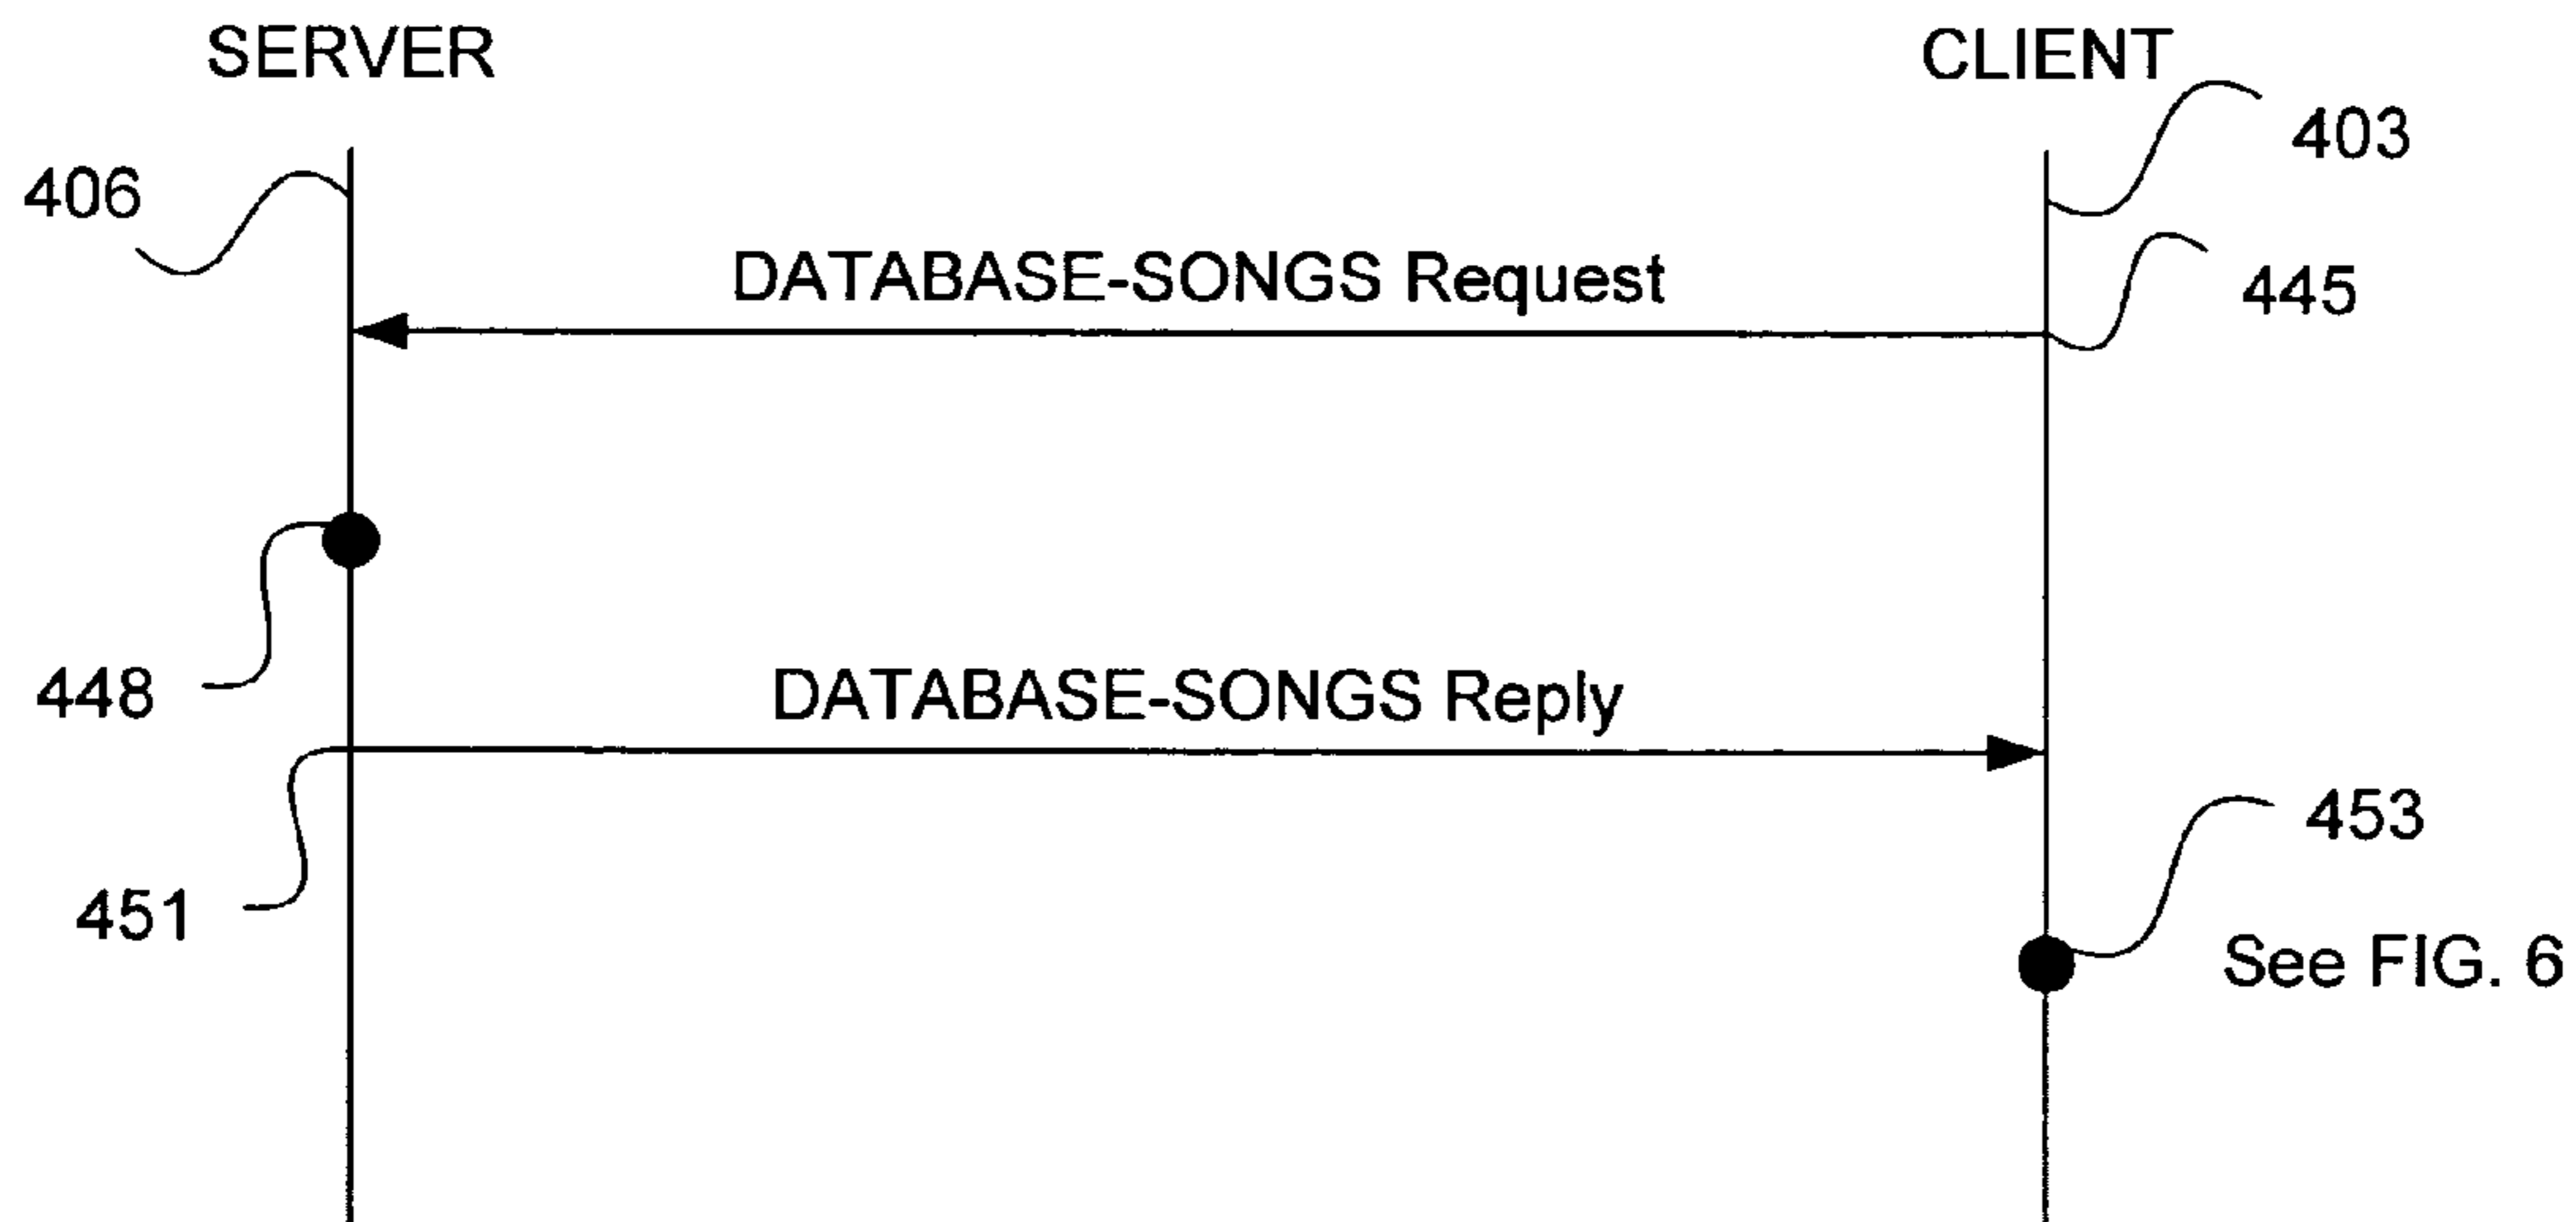 SERVER
CLIENT
403
406
DATABASE-SONGS Request
445
448
DATABASE-SONGS Reply
453
451
See FIG. 6